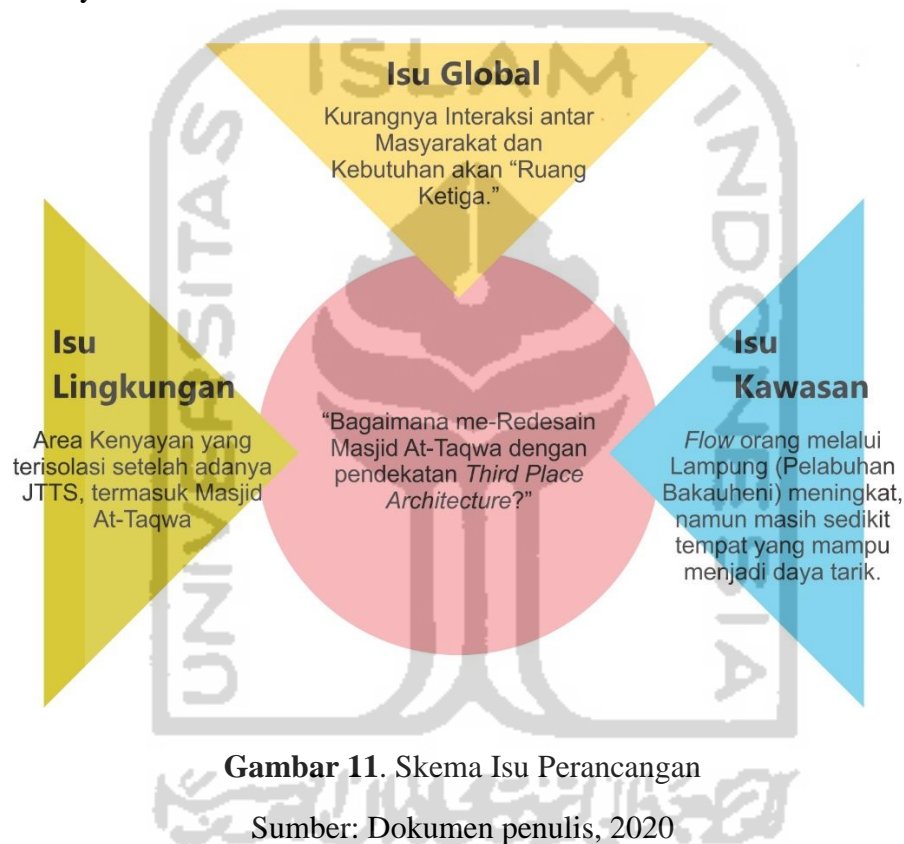 ISLAM
UNIVERSITAS
INDONESIA
Isu Global
Kurangnya Interaksi antar
Masyarakat dan
Kebutuhan akan “Ruang
Ketiga.”
Isu
Lingkungan
Area Kenyayan yang
terisolasi setelah adanya
JTTS, termasuk Masjid
At-Taqwa
“Bagaimana me-Redesain
Masjid At-Taqwa dengan
pendekatan Third Place
Architecture?”
Isu
Kawasan
Flow orang melalui
Lampung (Pelabuhan
Bakauheni) meningkat,
namun masih sedikit
tempat yang mampu
menjadi daya tarik.
Gambar 11. Skema Isu Perancangan
Sumber: Dokumen penulis, 2020